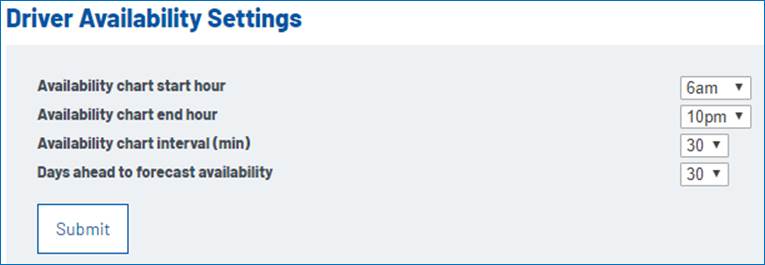 Driver Availability Settings
Availability chart start hour 6am
Availability chart end hour 10pm
Availability chart interval (min) 30
Days ahead to forecast availability 30
Submit